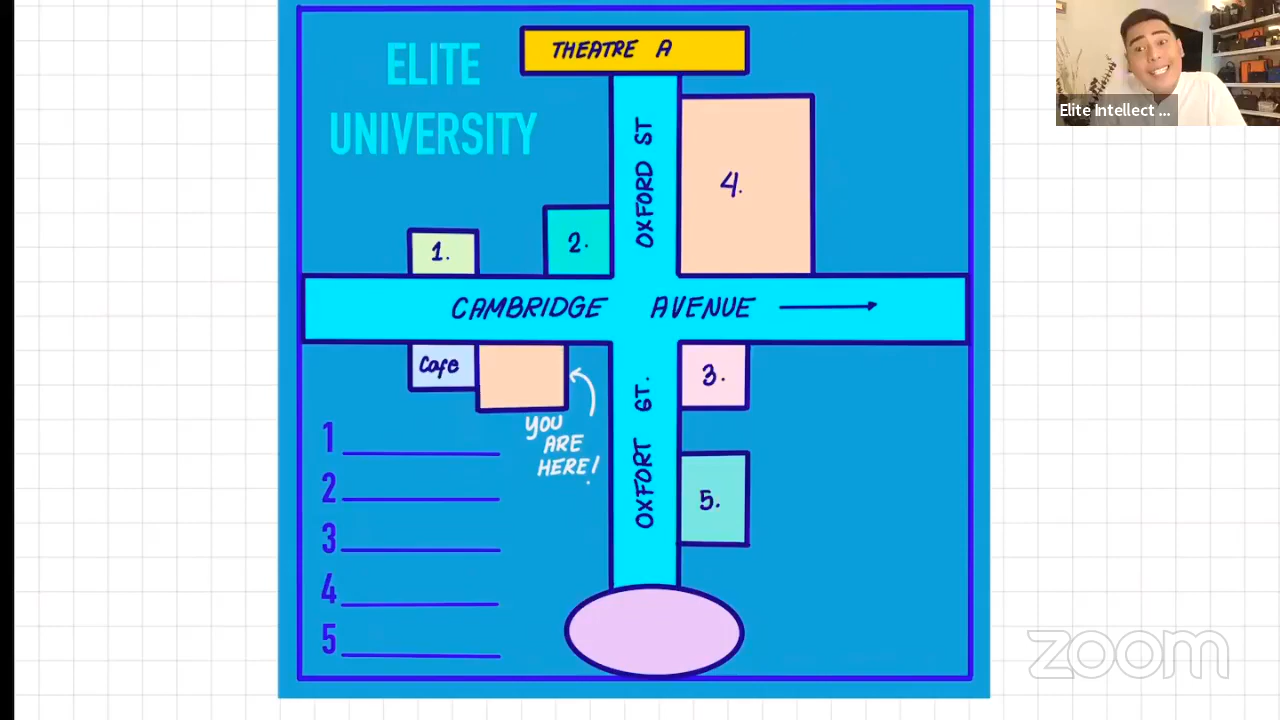 ELITE
UNIVERSITY
THEATRE A
Elite Intellect ...
OXFORD ST
4.
1.
2.
CAMBRIDGE AVENUE
Cafe
3.
YOU
ARE
HERE!
OXFORT ST.
5.
1
2
3
4
5
zoom